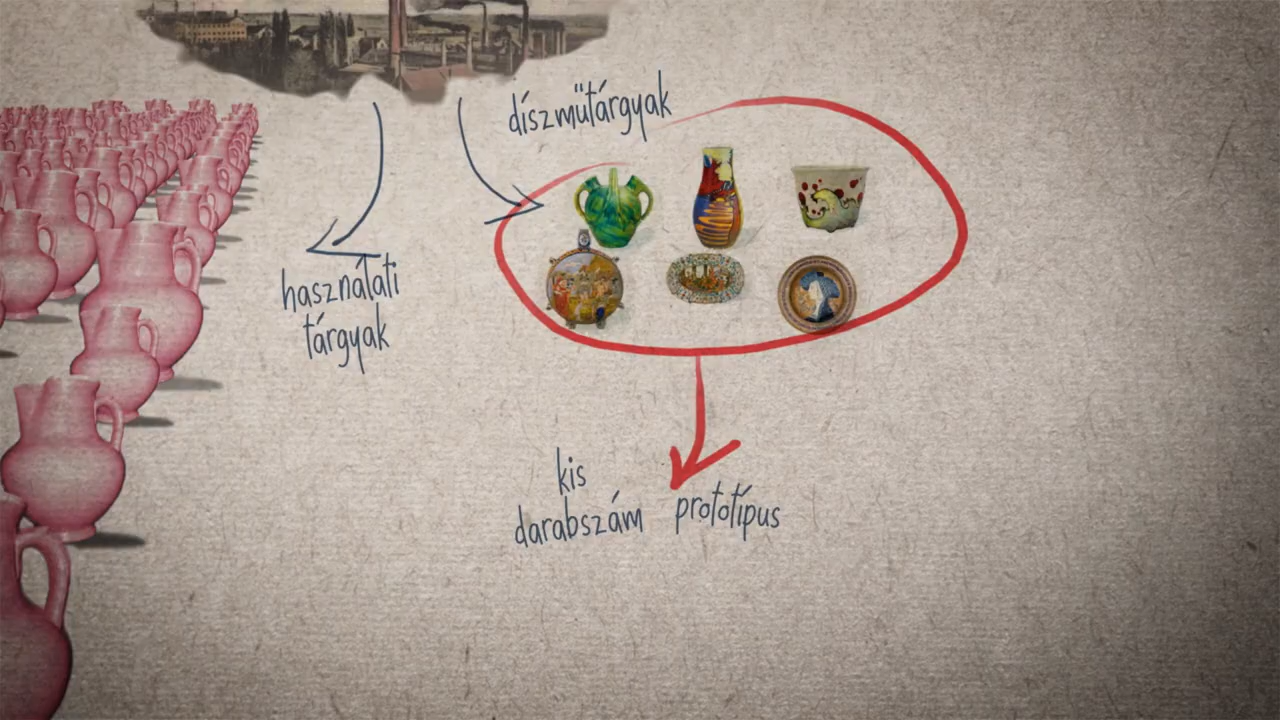 díszműtárgyak
használati
tárgyak
kis
darabszám
prototípus